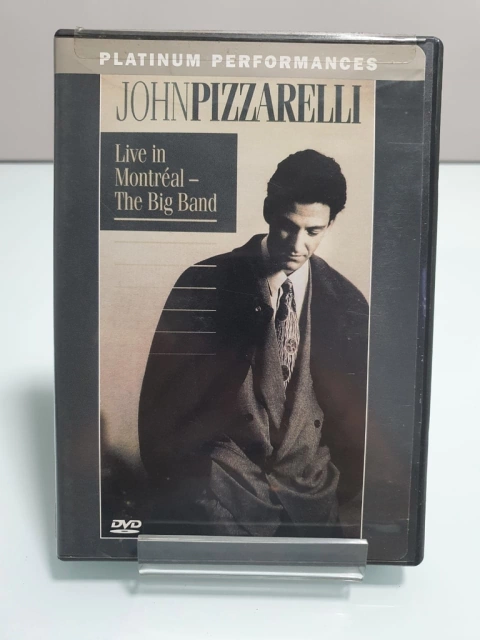 PLATINUM PERFORMANCES
JOHNPIZZARELLI
Live in
Montréal –
The Big Band
DVD